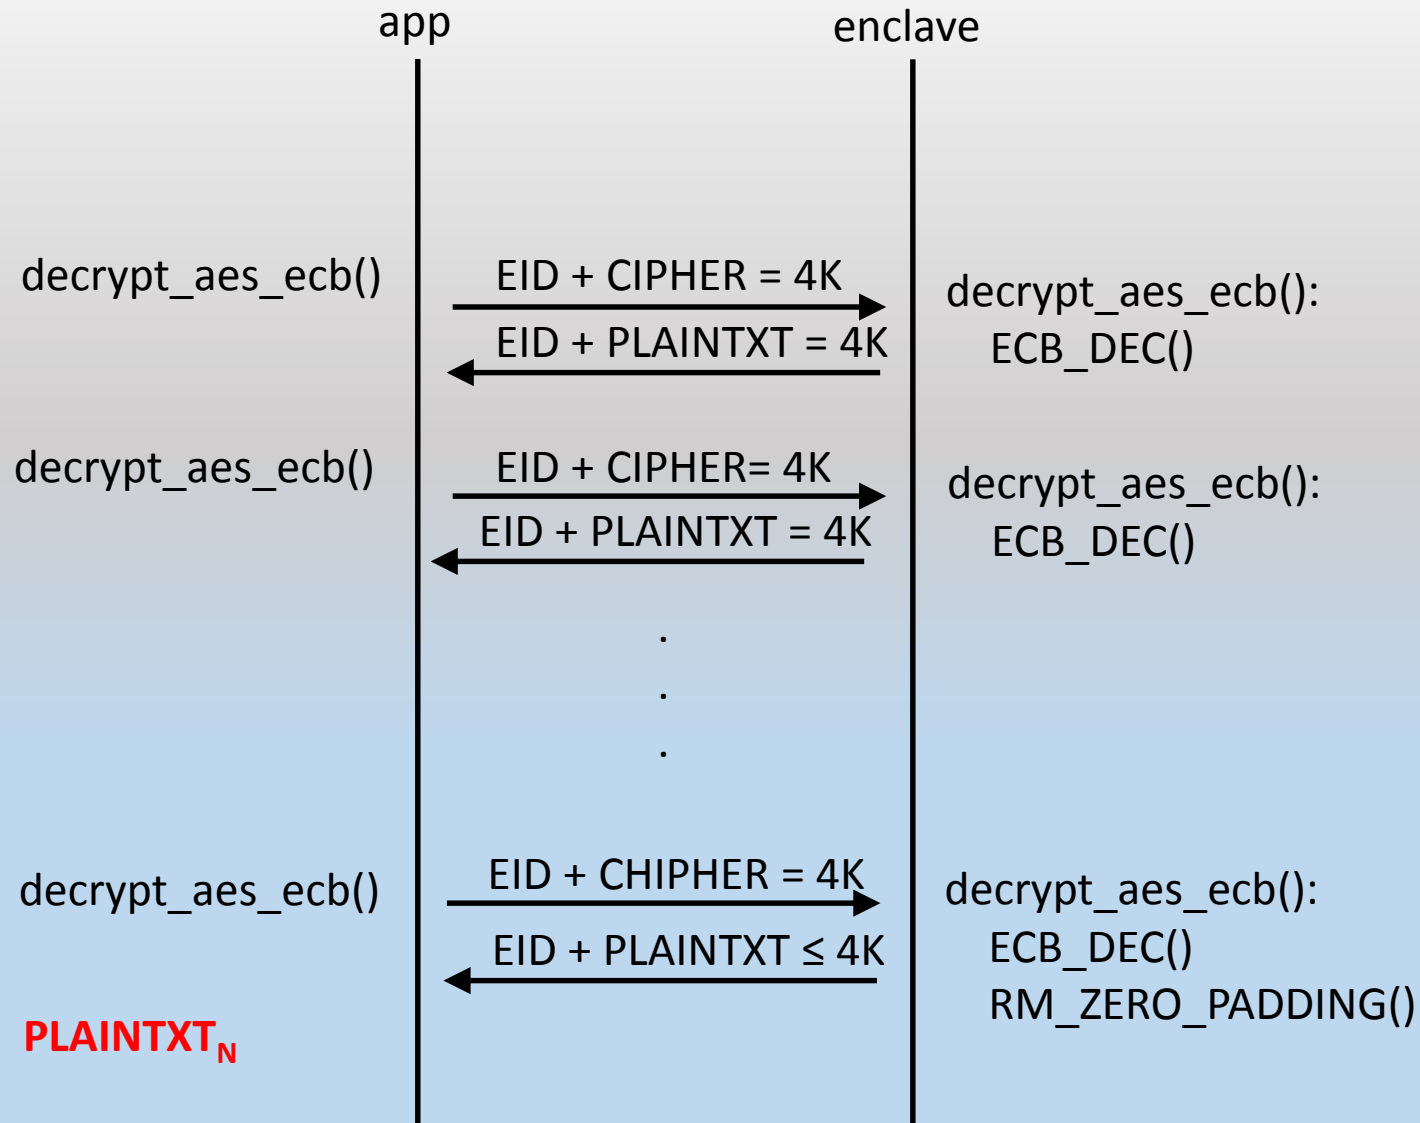 app
enclave
decrypt_aes_ecb()
EID + CIPHER = 4K
decrypt_aes_ecb():
EID + PLAINTXT = 4K
ECB_DEC()
decrypt_aes_ecb()
EID + CIPHER= 4K
decrypt_aes_ecb():
EID + PLAINTXT = 4K
ECB_DEC()
.
.
.
decrypt_aes_ecb()
EID + CHIPHER = 4K
decrypt_aes_ecb():
EID + PLAINTXT ≤ 4K
ECB_DEC()
RM_ZERO_PADDING()
PLAINTXT_N